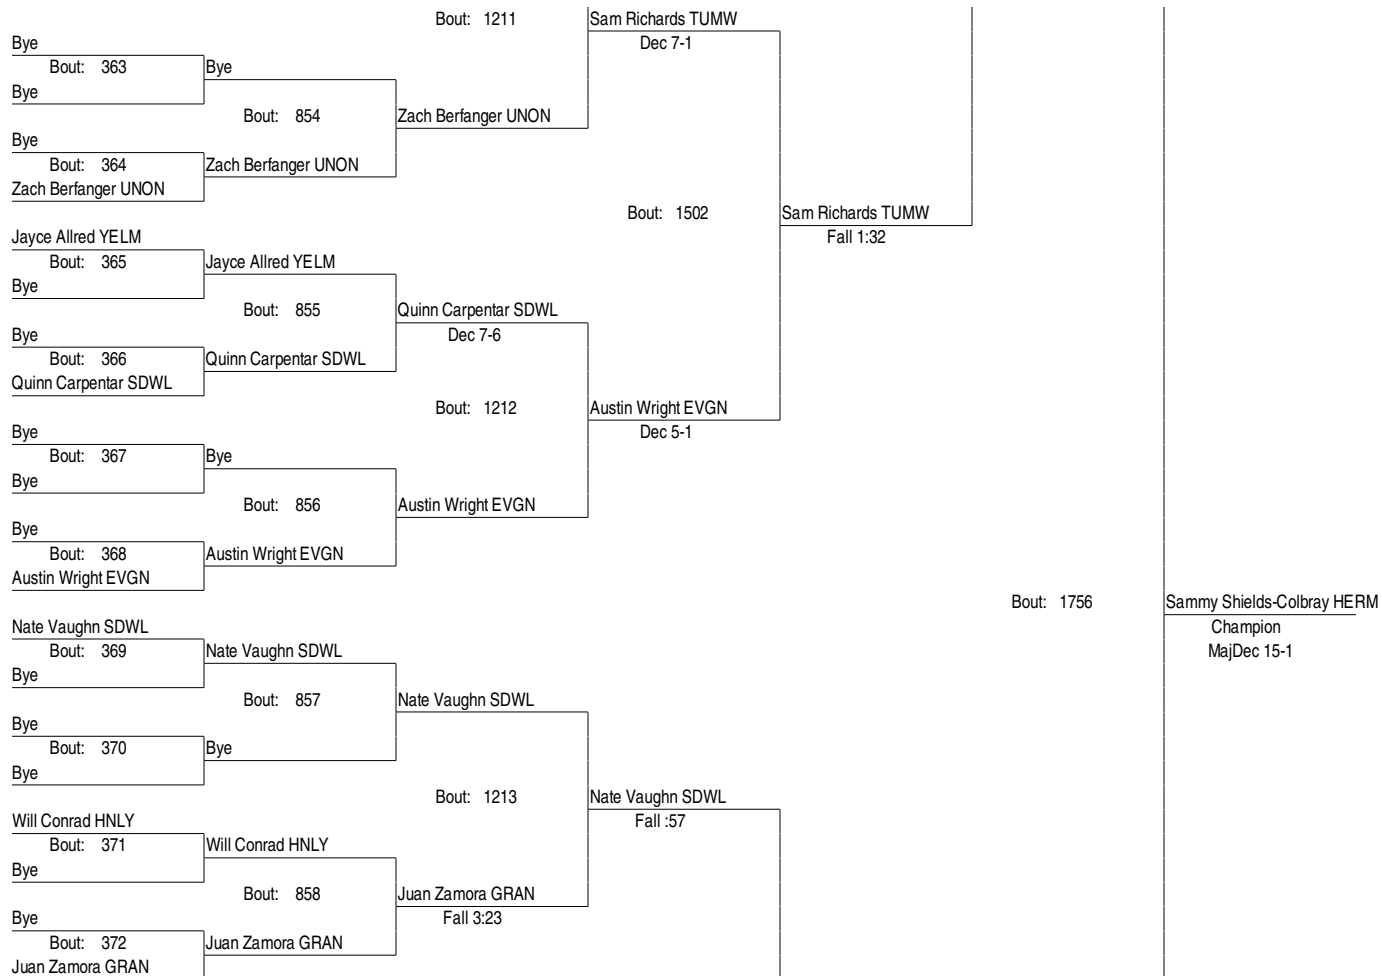 Bout: 1211
Sam Richards TUMW
Dec 7-1
Bye
Bout: 363
Bye
Bye
Bout: 854
Zach Berfanger UNON
Bye
Bout: 364
Zach Berfanger UNON
Zach Berfanger UNON
Bout: 1502
Sam Richards TUMW
Fall 1:32
Jayce Allred YELM
Bout: 365
Jayce Allred YELM
Bye
Bout: 855
Quinn Carpentar SDWL
Dec 7-6
Bye
Bout: 366
Quinn Carpentar SDWL
Quinn Carpentar SDWL
Bout: 1212
Austin Wright EVGN
Dec 5-1
Bye
Bout: 367
Bye
Bye
Bout: 856
Austin Wright EVGN
Bye
Bout: 368
Austin Wright EVGN
Austin Wright EVGN
Bout: 1756
Sammy Shields-Colbray HERM
Champion
MajDec 15-1
Nate Vaughn SDWL
Bout: 369
Nate Vaughn SDWL
Bye
Bout: 857
Nate Vaughn SDWL
Bye
Bout: 370
Bye
Bye
Bout: 1213
Nate Vaughn SDWL
Fall :57
Will Conrad HNLY
Bout: 371
Will Conrad HNLY
Bye
Bout: 858
Juan Zamora GRAN
Fall 3:23
Bye
Bout: 372
Juan Zamora GRAN
Juan Zamora GRAN